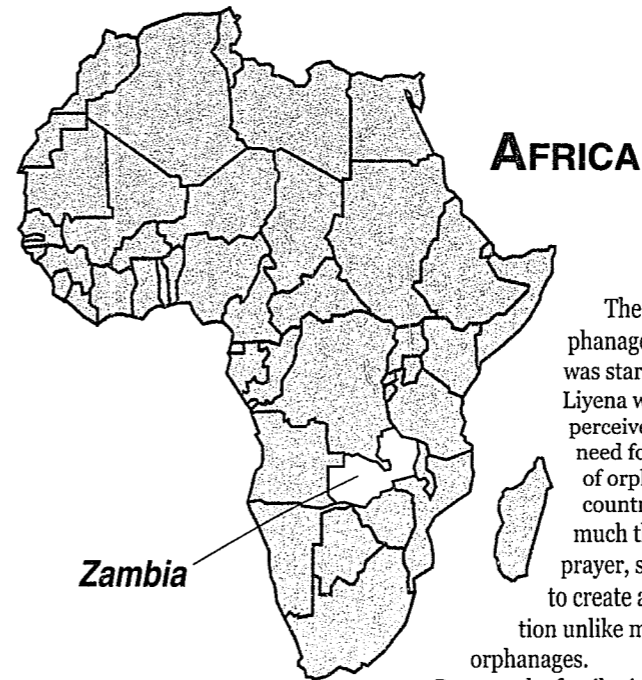 AFRICA
The
phanage
was star
Liyena w
perceive
need fo
of orph
countr
much th
prayer, s
to create a
tion unlike m
orphanages.
Zambia